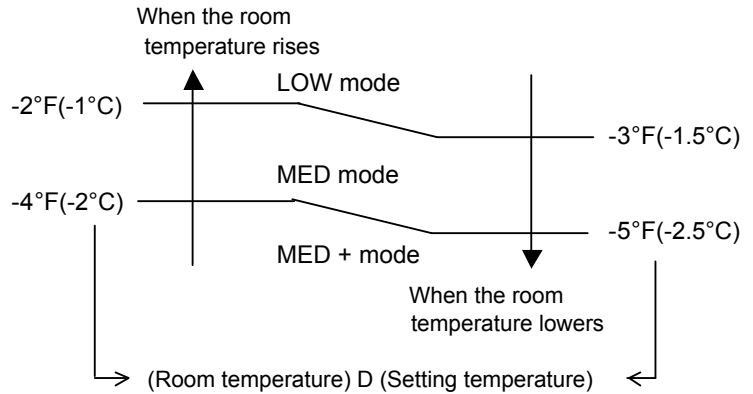 When the room
temperature rises
LOW mode
-2°F(-1°C)
-3°F(-1.5°C)
MED mode
-4°F(-2°C)
-5°F(-2.5°C)
MED + mode
When the room
temperature lowers
(Room temperature) D (Setting temperature)